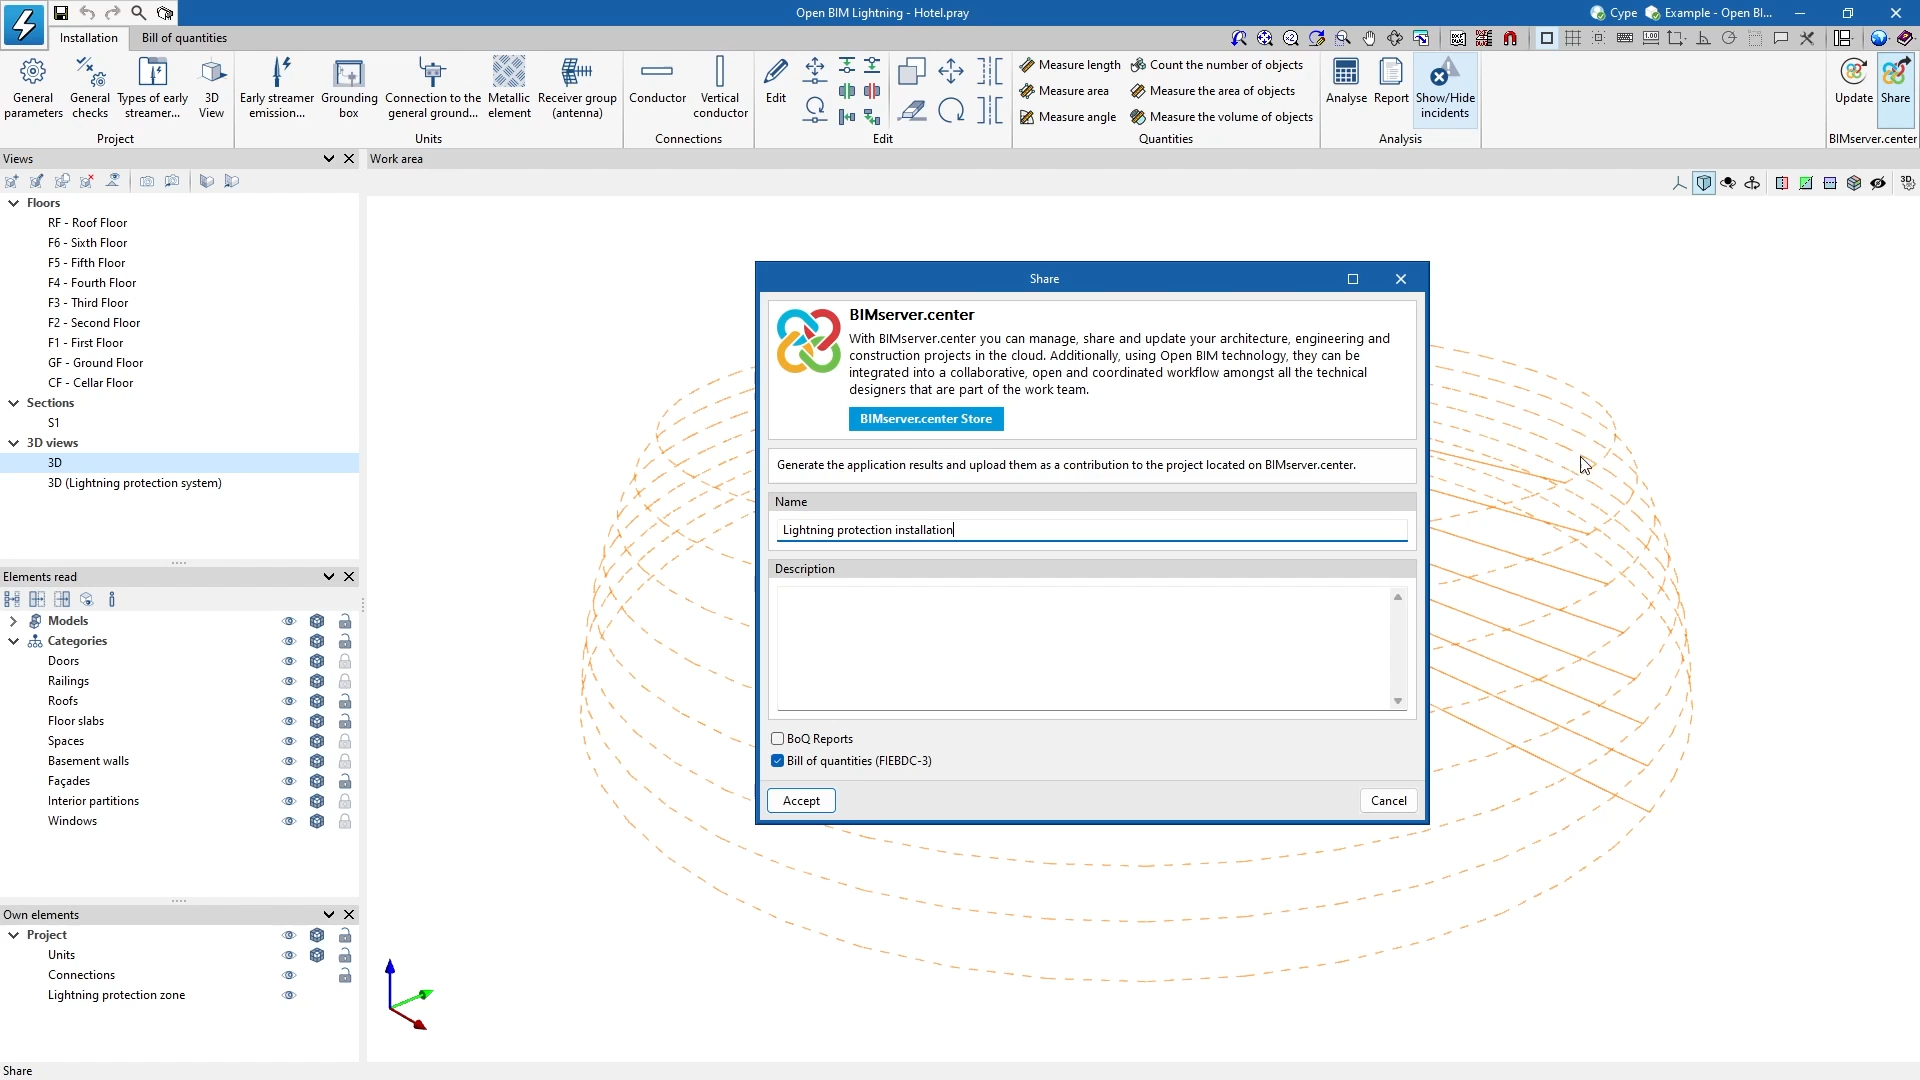 Open BIM Lightning - Hotel.pray
Cype
Example - Open BI...
Installation
Bill of quantities
General parameters
General checks
Types of early streamer...
3D View
Project
Early streamer emission...
Grounding box
Connection to the general ground...
Metallic element
Receiver group (antenna)
Units
Conductor
Vertical conductor
Connections
Edit
Edit
Measure length
Measure area
Measure angle
Count the number of objects
Measure the area of objects
Measure the volume of objects
Quantities
Analyse
Report
Show/Hide incidents
Analysis
Update
Share
BIMserver.center
Views
Work area
Floors
RF - Roof Floor
F6 - Sixth Floor
F5 - Fifth Floor
F4 - Fourth Floor
F3 - Third Floor
F2 - Second Floor
F1 - First Floor
GF - Ground Floor
CF - Cellar Floor
Sections
S1
3D views
3D
3D (Lightning protection system)
Elements read
Models
Categories
Doors
Railings
Roofs
Floor slabs
Spaces
Basement walls
Façades
Interior partitions
Windows
Own elements
Project
Units
Connections
Lightning protection zone
Share
BIMserver.center
With BIMserver.center you can manage, share and update your architecture, engineering and
construction projects in the cloud. Additionally, using Open BIM technology, they can be
integrated into a collaborative, open and coordinated workflow amongst all the technical
designers that are part of the work team.
BIMserver.center Store
Generate the application results and upload them as a contribution to the project located on BIMserver.center.
Name
Lightning protection installation
Description
BoQ Reports
Bill of quantities (FIEBDC-3)
Accept
Cancel
Share